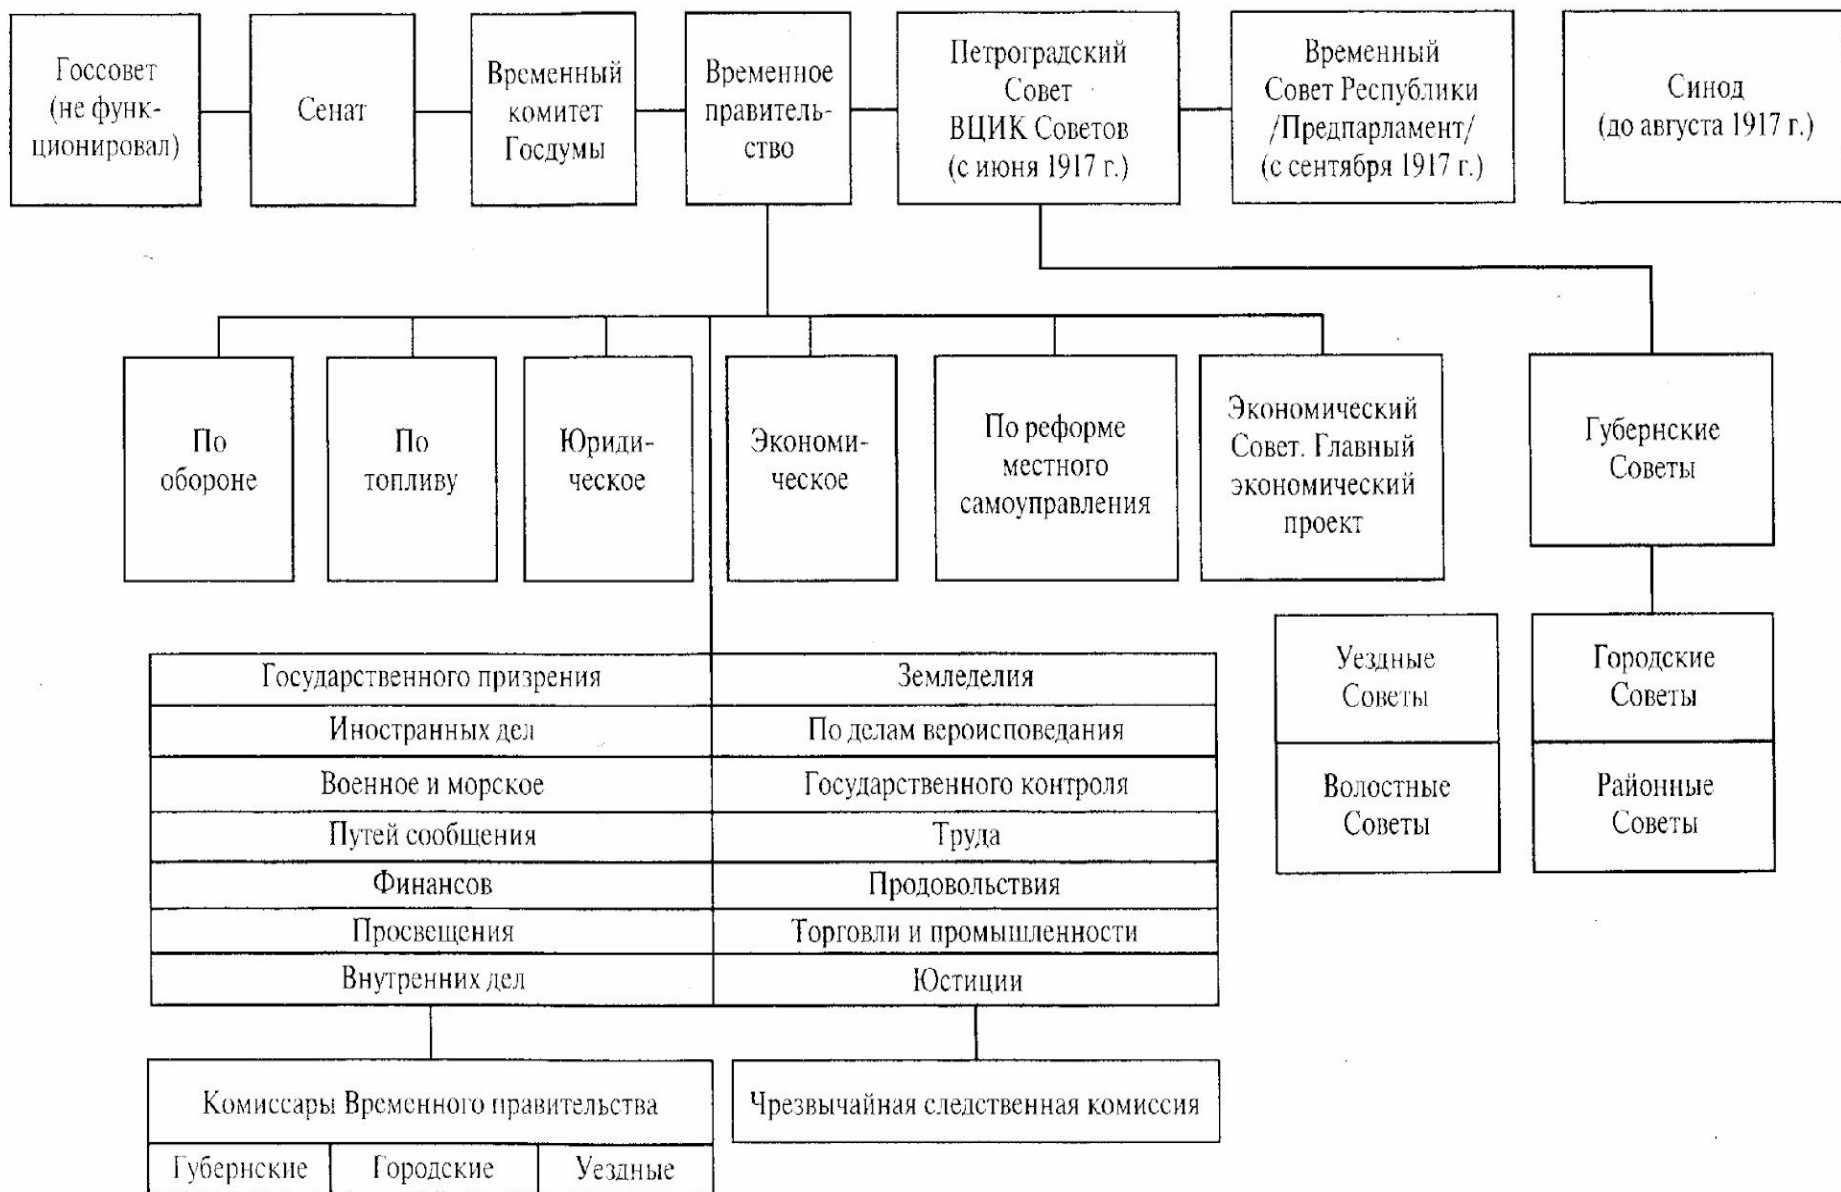 Госсовет
(не функ-
ционировал)
Сенат
Временный
комитет
Госдумы
Временное
правитель-
ство
Петроградский
Совет
ВЦИК Советов
(с июня 1917 г.)
Временный
Совет Республики
/Предпарламент/
(с сентября 1917 г.)
Синод
(до августа 1917 г.)
По
обороне
По
топливу
Юриди-
ческое
Экономи-
ческое
По реформе
местного
самоуправления
Экономический
Совет. Главный
экономический
проект
Губернские
Советы
Уездные
Советы
Городские
Советы
Волостные
Советы
Районные
Советы
Государственного призрения
Земледелия
Иностранных дел
По делам вероисповедания
Военное и морское
Государственного контроля
Путей сообщения
Труда
Финансов
Продовольствия
Просвещения
Торговли и промышленности
Внутренних дел
Юстиции
Комиссары Временного правительства
Чрезвычайная следственная комиссия
Губернские
Городские
Уездные